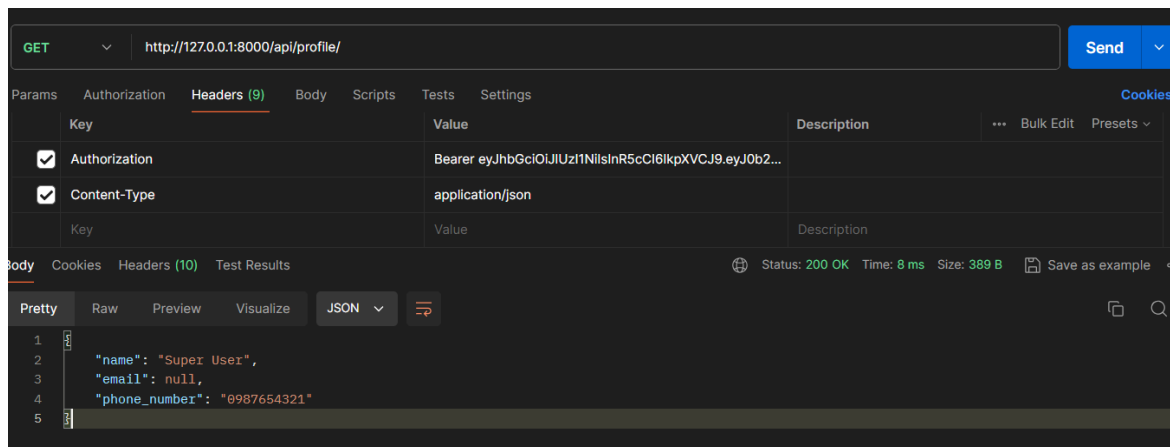 GET http://127.0.0.1:8000/api/profile/ Send
Params Authorization Headers (9) Body Scripts Tests Settings Cookies
Key Value Description ••• Bulk Edit Presets
Authorization Bearer eyJhbGciOiJIUzI1NiIsInR5cCI6IkpXVCJ9.eyJ0b2...
Content-Type application/json
Key Value Description
Body Cookies Headers (10) Test Results Status: 200 OK Time: 8 ms Size: 389 B Save as example
Pretty Raw Preview Visualize JSON
1 {
2 "name": "Super User",
3 "email": null,
4 "phone_number": "0987654321"
5 }